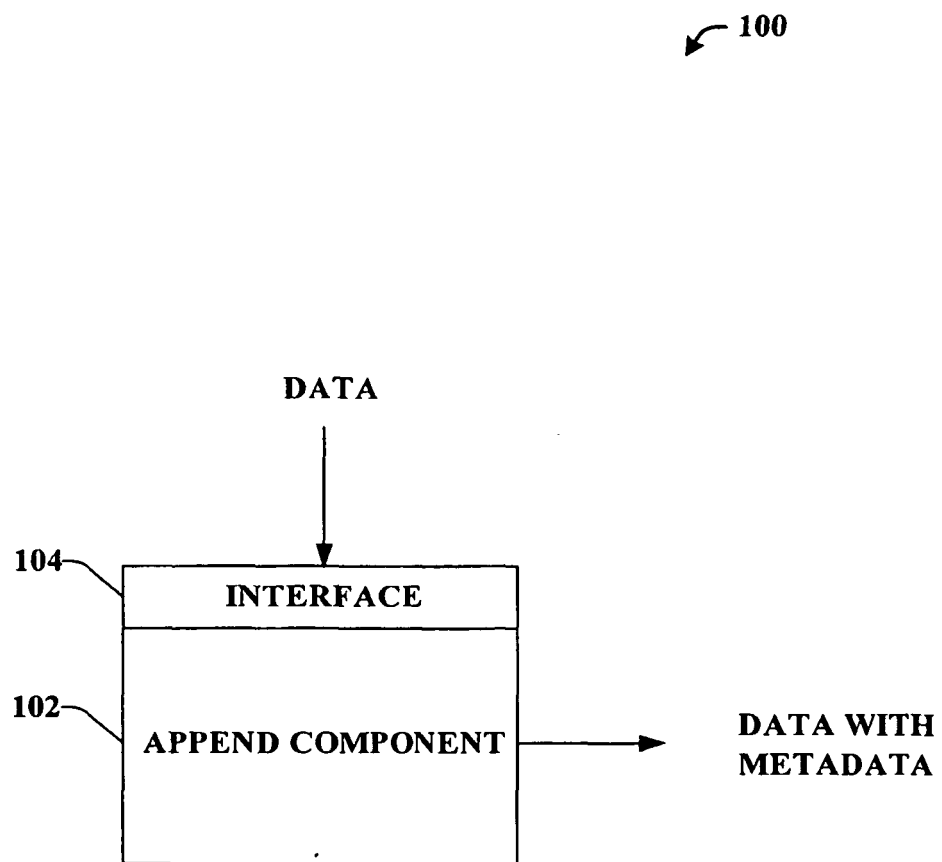 100
DATA
104
INTERFACE
102
APPEND COMPONENT
DATA WITH
METADATA